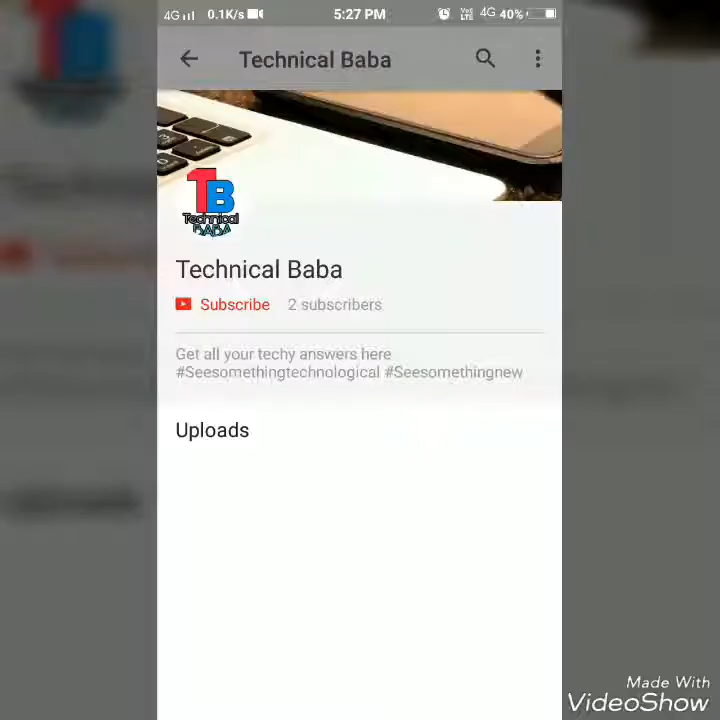 4G 0.1K/s 5:27 PM VoLTE 4G 40%
Technical Baba
TB
Technical
BABA
Technical Baba
Subscribe 2 subscribers
Get all your techy answers here
#Seesomethingtechnological #Seesomethingnew
Uploads
Made With
VideoShow